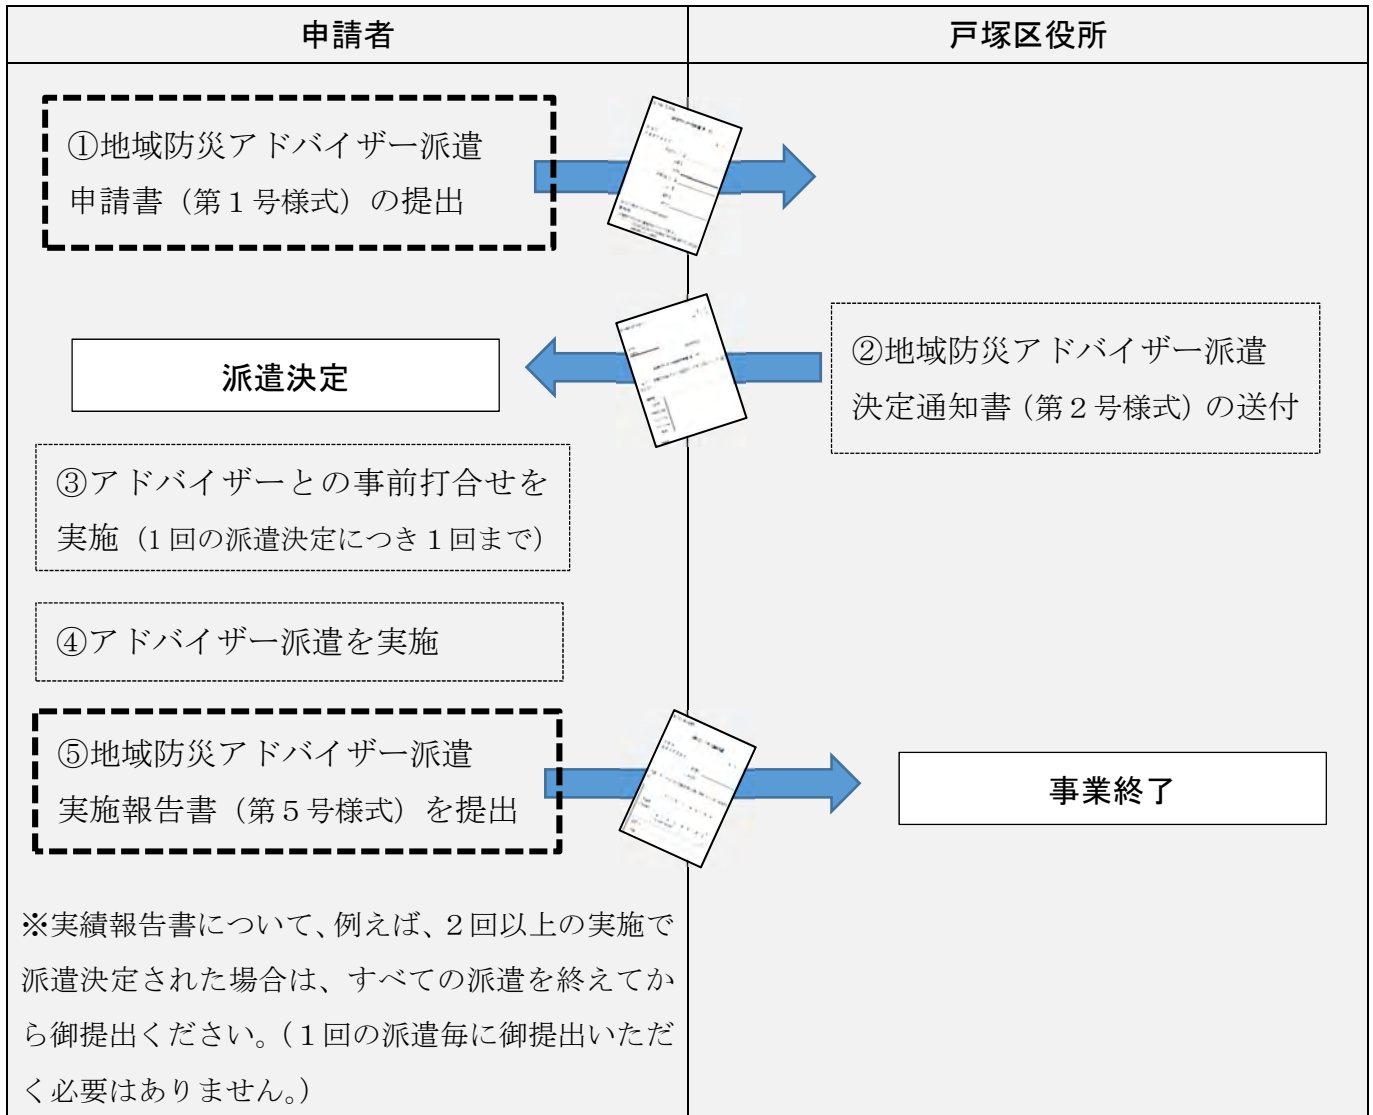 申請者
戸塚区役所
①地域防災アドバイザー派遣
申請書（第１号様式）の提出
派遣決定
②地域防災アドバイザー派遣
決定通知書（第２号様式）の送付
③アドバイザーとの事前打合せを
実施（1 回の派遣決定につき１回まで）
④アドバイザー派遣を実施
⑤地域防災アドバイザー派遣
実施報告書（第５号様式）を提出
事業終了
※実績報告書について、例えば、２回以上の実施で
派遣決定された場合は、すべての派遣を終えてか
ら御提出ください。（１回の派遣毎に御提出いただ
く必要はありません。）